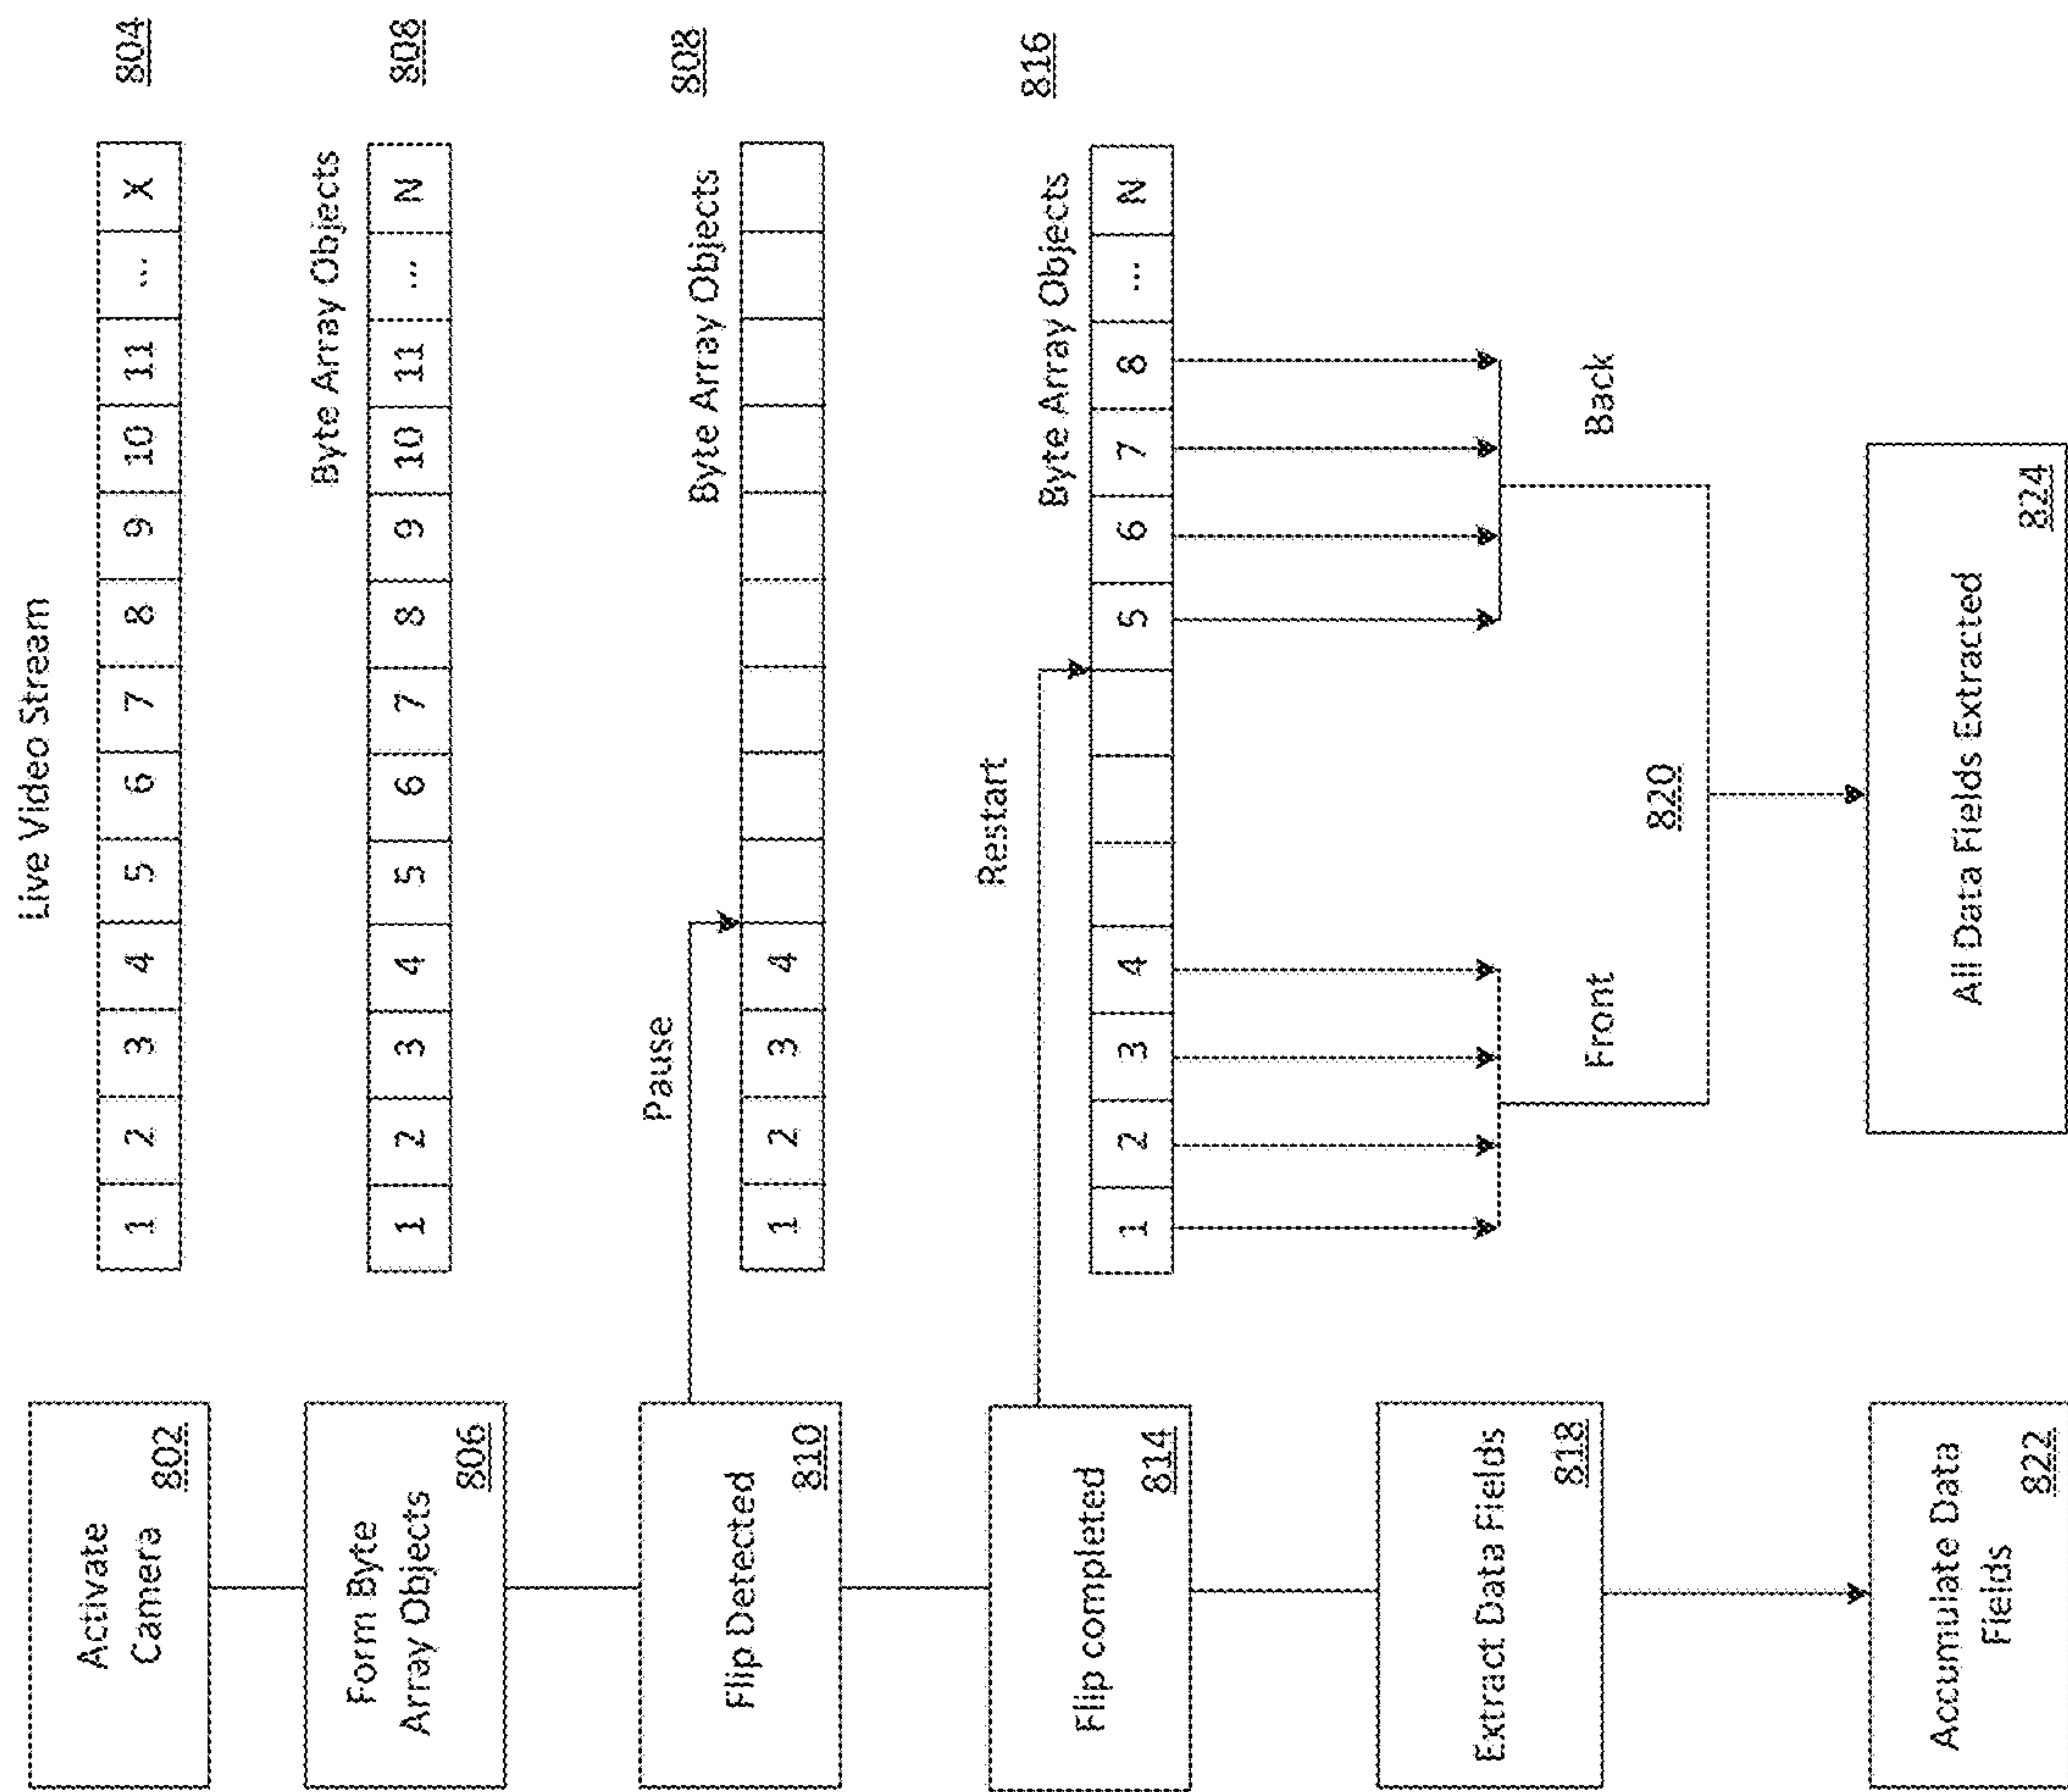 Live Video Stream
Activate
Camera
802
1 2 3 4 5 6 7 8 9 10 11 ... X
804
Byte Array Objects
Form Byte
Array Objects
806
1 2 3 4 5 6 7 8 9 10 11 ... N
808
Pause
Byte Array Objects
Flip Detected
810
1 2 3 4
808
Restart
Byte Array Objects
Flip completed
814
1 2 3 4 5 6 7 8 ... N
816
Extract Data Fields
818
Front
Back
820
Accumulate Data
Fields
822
All Data Fields Extracted
824